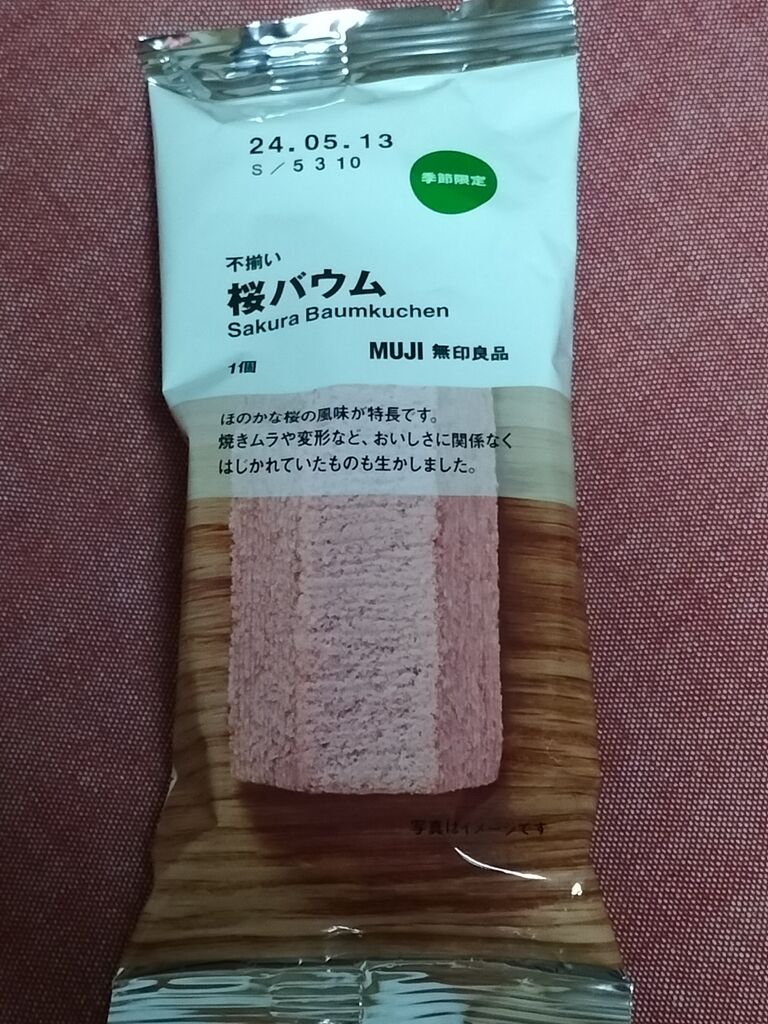 24.05.13
S/5310
季節限定
不揃い
桜バウム
Sakura Baumkuchen
1個
MUJI 無印良品
ほのかな桜の風味が特長です。
焼きムラや変形など、おいしさに関係なく
はじかれていたものも生かしました。
写真はイメージです